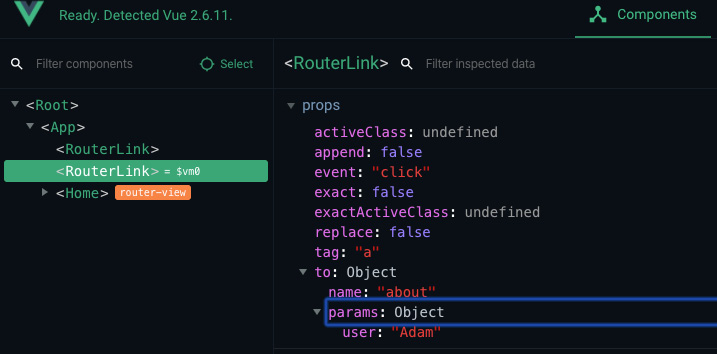 Ready. Detected Vue 2.6.11.
Components
Filter components
Select
<Root>
<App>
<RouterLink>
<RouterLink> = $vm0
<Home> router-view
<RouterLink>
Filter inspected data
props
activeClass: undefined
append: false
event: "click"
exact: false
exactActiveClass: undefined
replace: false
tag: "a"
to: Object
name: "about"
params: Object
user: "Adam"